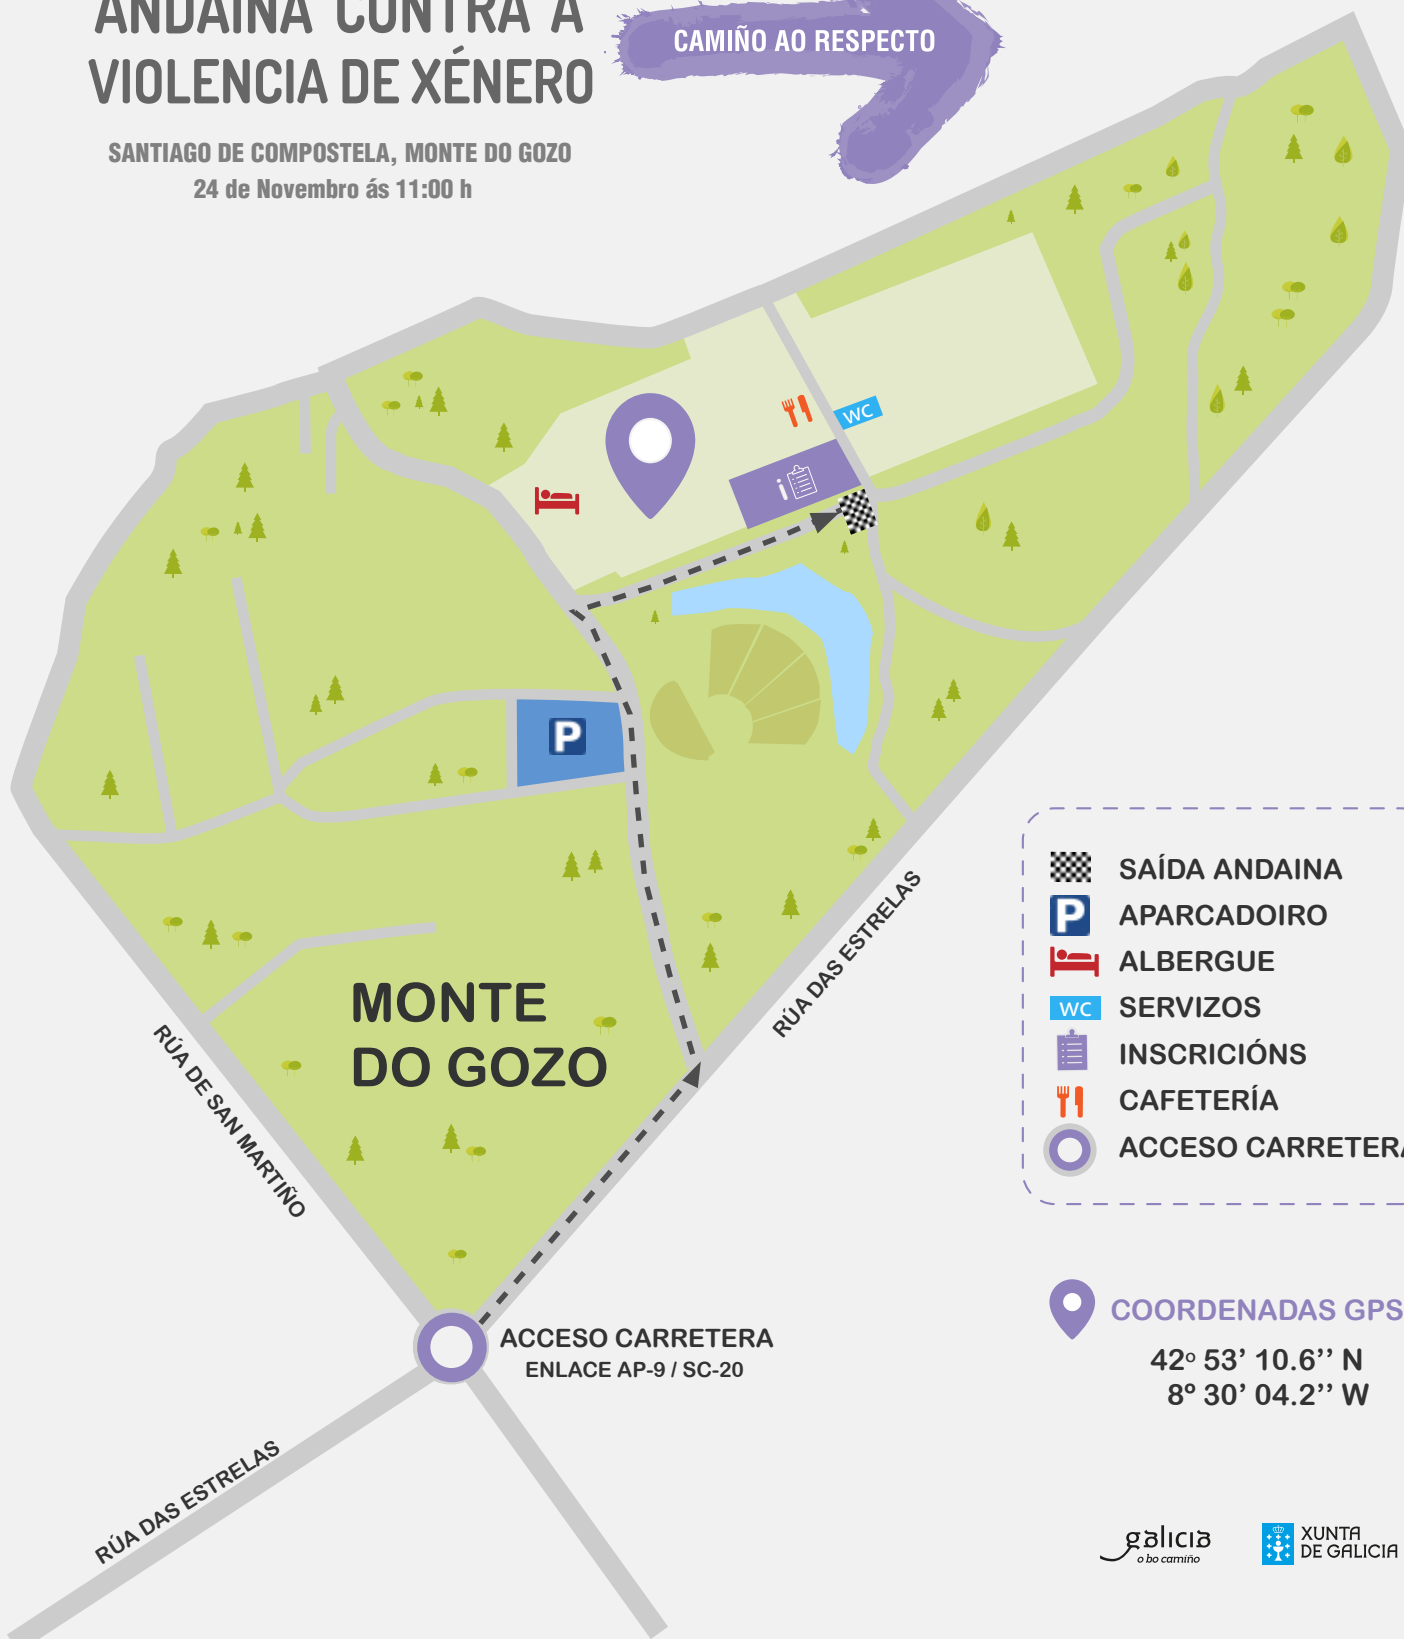 ANDAINA CONTRA A
VIOLENCIA DE XÉNERO
SANTIAGO DE COMPOSTELA, MONTE DO GOZO
24 de Novembro ás 11:00 h
CAMIÑO AO RESPECTO
WC
i
P
MONTE
DO GOZO
RÚA DAS ESTRELAS
RÚA DE SAN MARTIÑO
SAÍDA ANDAINA
P APARCADOIRO
ALBERGUE
WC SERVIZOS
INSCRICIÓNS
CAFETERÍA
ACCESO CARRETERA
ACCESO CARRETERA
ENLACE AP-9 / SC-20
COORDENADAS GPS
42º 53’ 10.6’’ N
8º 30’ 04.2’’ W
RÚA DAS ESTRELAS
galicia
o bo camiño
XUNTA
DE GALICIA